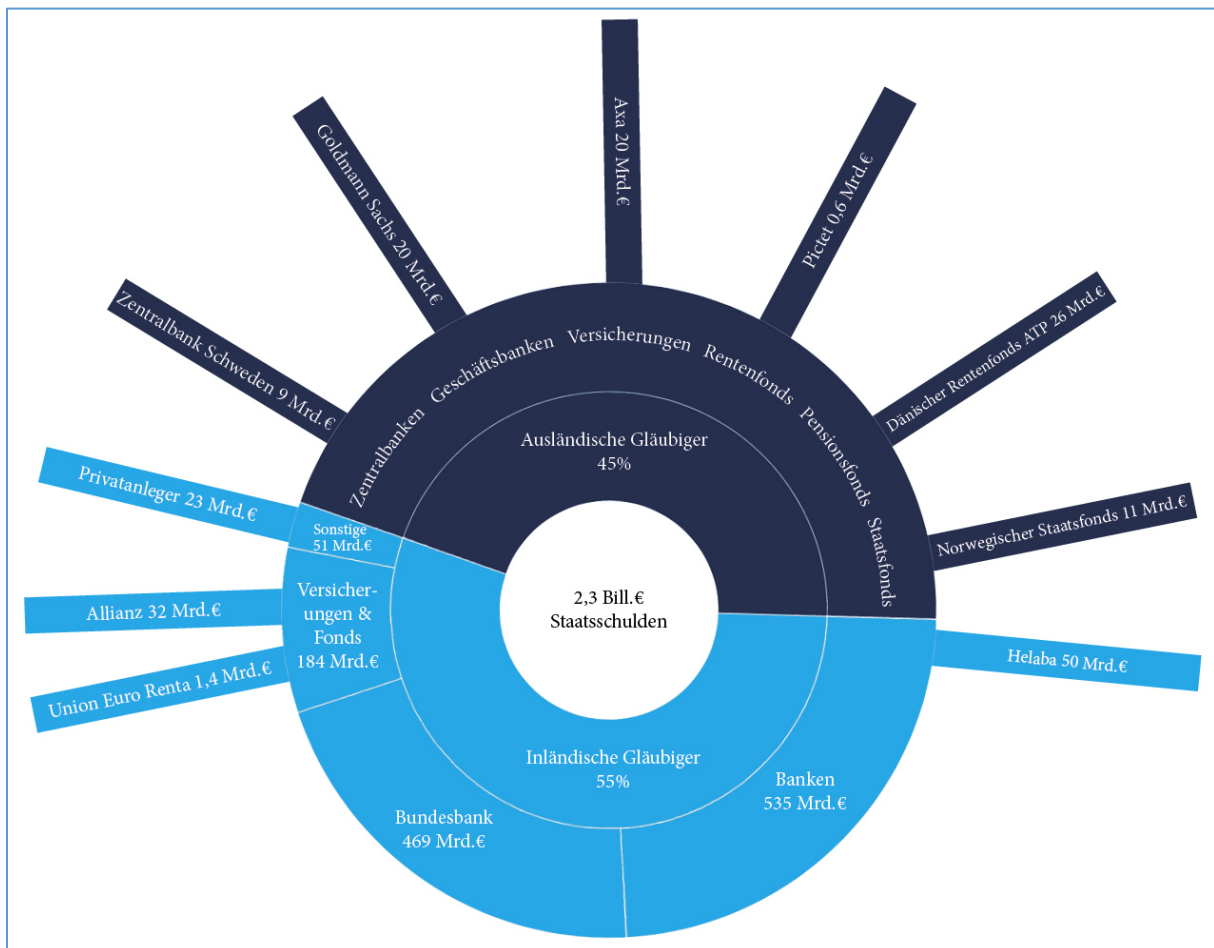 Axa 20 Mrd.€
Goldmann Sachs 20 Mrd.€
Pictet 0,6 Mrd.€
Zentralbank Schweden 9 Mrd.€
Dänischer Rentenfonds ATP 26 Mrd.€
Norwegischer Staatsfonds 11 Mrd.€
Zentralbanken Geschäftsbanken Versicherungen Rentenfonds Pensionsfonds Staatsfonds
Ausländische Gläubiger
45%
Privatanleger 23 Mrd.€
Sonstige
51 Mrd.€
Allianz 32 Mrd.€
Versicher-
ungen &
Fonds
184 Mrd.€
Union Euro Renta 1,4 Mrd.€
2,3 Bill.€
Staatsschulden
Helaba 50 Mrd.€
Inländische Gläubiger
55%
Banken
535 Mrd.€
Bundesbank
469 Mrd.€